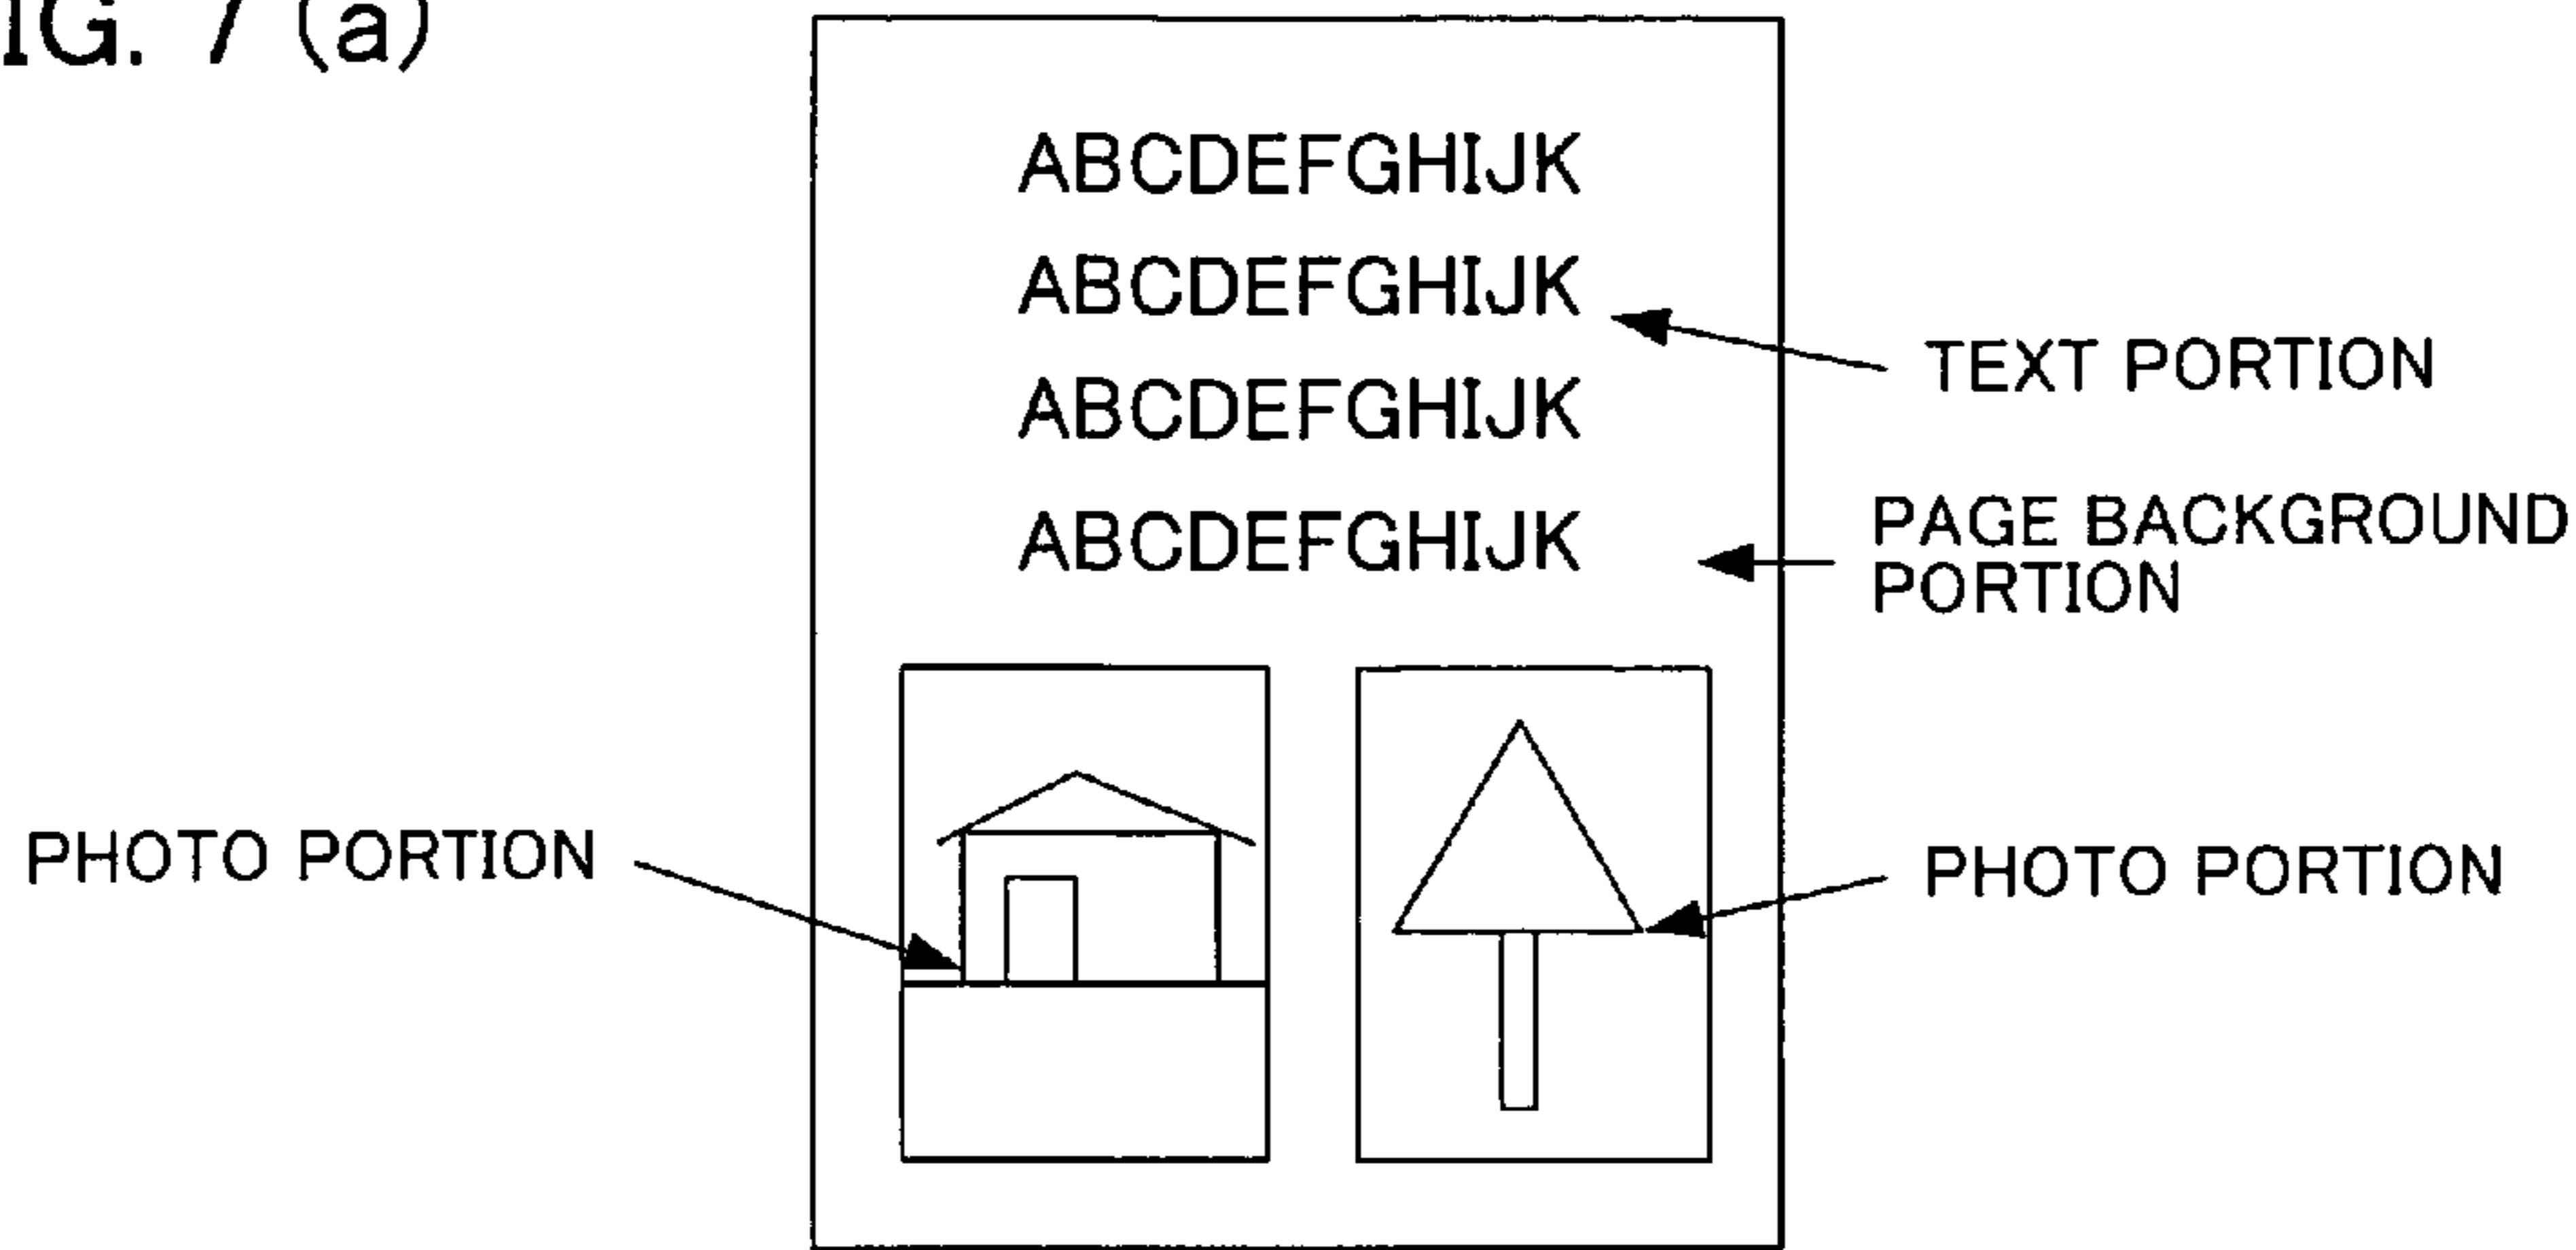 IG. 7 (a)
ABCDEFGHIJK
ABCDEFGHIJK
TEXT PORTION
ABCDEFGHIJK
ABCDEFGHIJK
PAGE BACKGROUND
PORTION
PHOTO PORTION
PHOTO PORTION